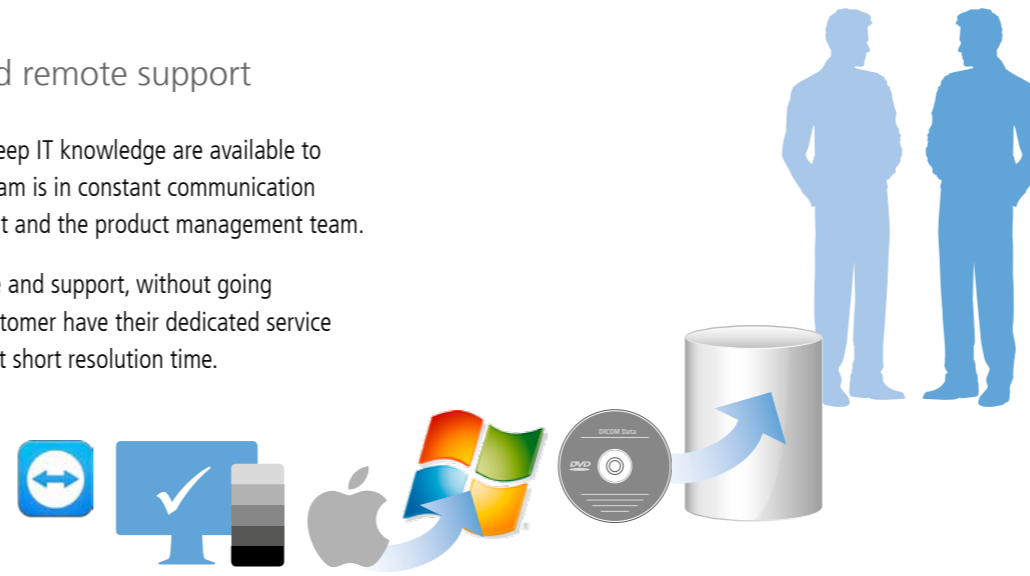 d remote support
eep IT knowledge are available to
am is in constant communication
t and the product management team.
e and support, without going
tomer have their dedicated service
t short resolution time.
DICOM Data
DVD